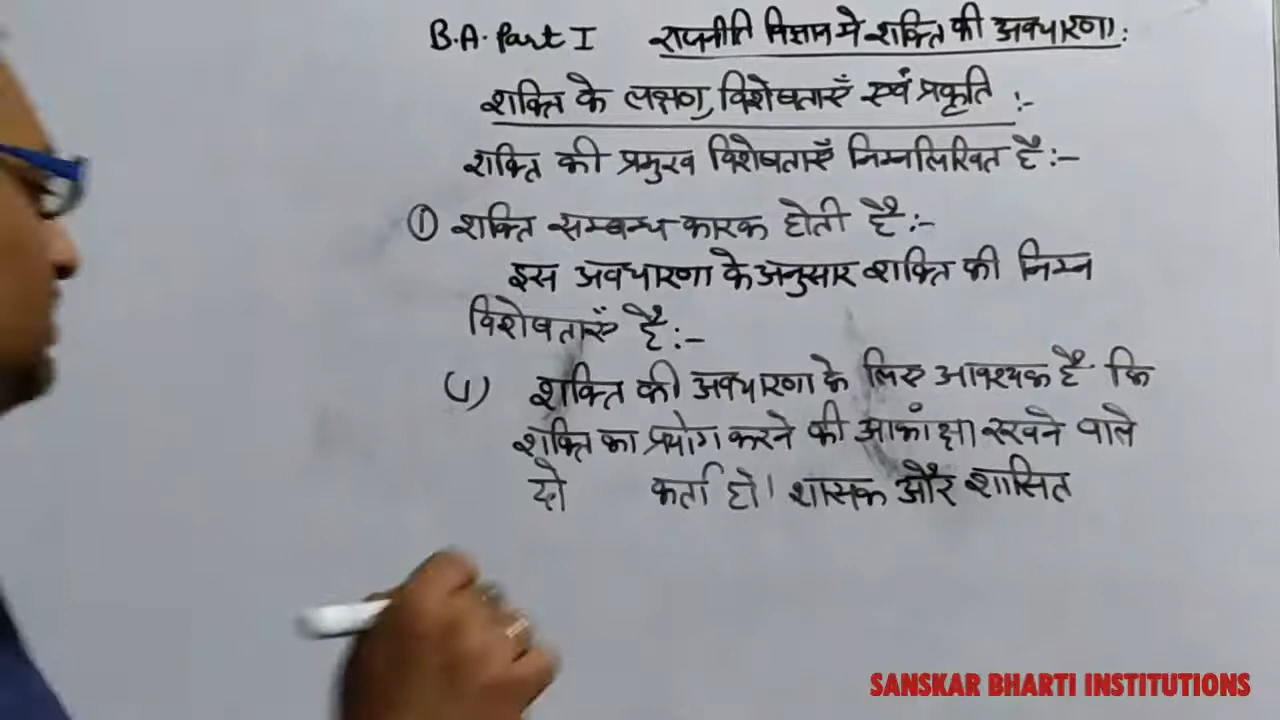 B.A. Part I राजनीति विज्ञान मे शक्ति की अवधारणा:
शक्ति के लक्षण, विशेषताएँ एवं प्रकृति :-
शक्ति की प्रमुख विशेषताएँ निम्नलिखित है:-
① शक्ति सम्बन्ध कारक होती है:-
इस अवधारणा के अनुसार शक्ति की निम्न
विशेषताएँ है:-
(i) शक्ति की अवधारणा के लिए आवश्यक है कि
शक्ति का प्रयोग करने की आकांक्षा रखने वाले
दो कर्ता हो। शासक और शासित
SANSKAR BHARTI INSTITUTIONS